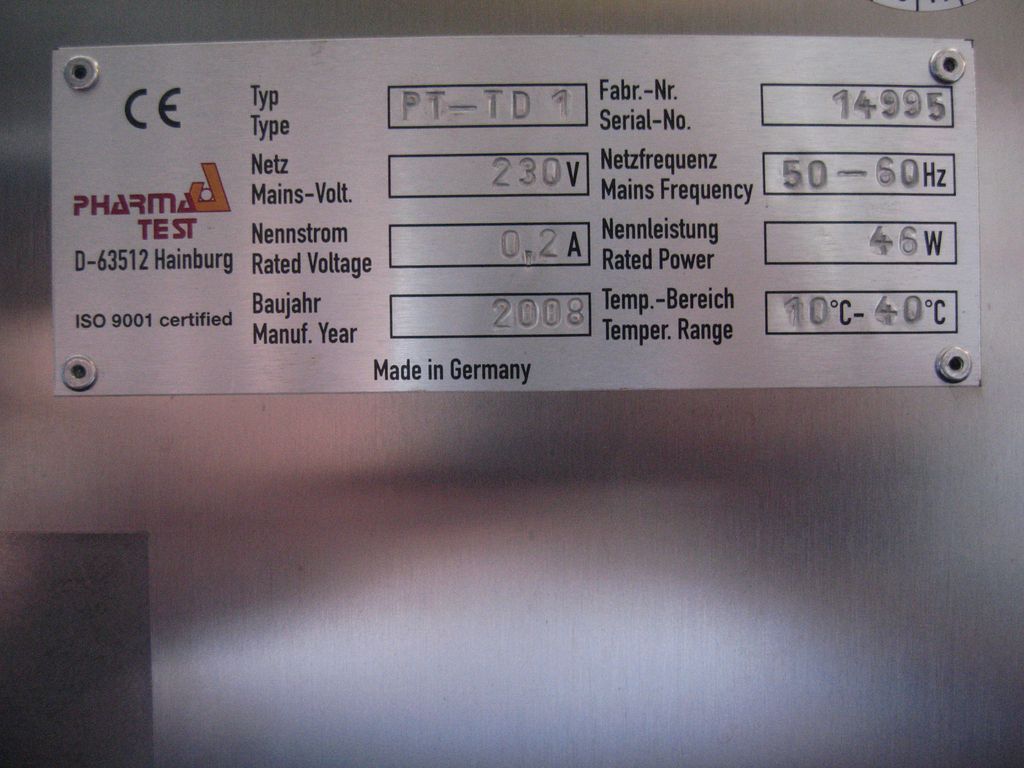 CE
PHARMA
TEST
D-63512 Hainburg
ISO 9001 certified
Typ
Type
PT-TD 1
Fabr.-Nr.
Serial-No.
14995
Netz
Mains-Volt.
230V
Netzfrequenz
Mains Frequency
50-60Hz
Nennstrom
Rated Voltage
0,2 A
Nennleistung
Rated Power
46W
Baujahr
Manuf. Year
2008
Temp.-Bereich
Temper. Range
10°C- 40°C
Made in Germany